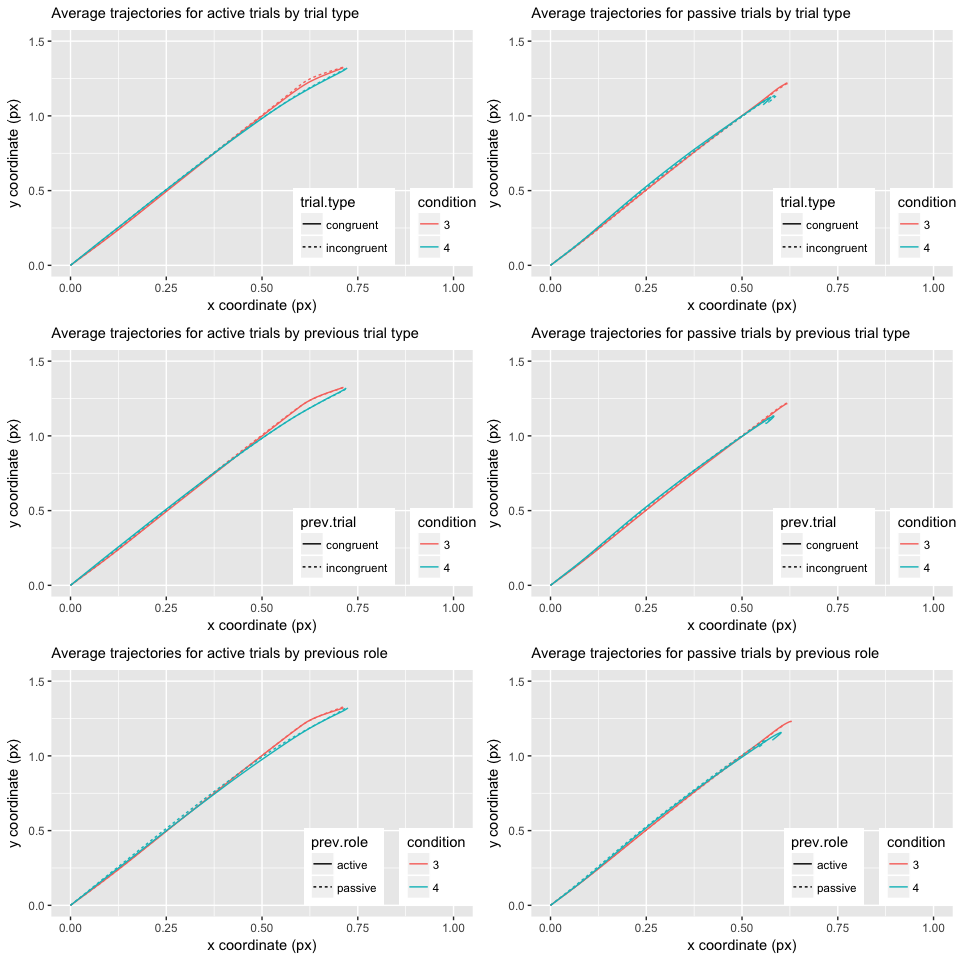 Average trajectories for active trials by trial type
1.5
1.0
0.5
0.0
y coordinate (px)
trial.type
congruent
incongruent
condition
3
4
0.00 0.25 0.50 0.75 1.00
x coordinate (px)
Average trajectories for passive trials by trial type
1.5
1.0
0.5
0.0
y coordinate (px)
trial.type
congruent
incongruent
condition
3
4
0.00 0.25 0.50 0.75 1.00
x coordinate (px)
Average trajectories for active trials by previous trial type
1.5
1.0
0.5
0.0
y coordinate (px)
prev.trial
congruent
incongruent
condition
3
4
0.00 0.25 0.50 0.75 1.00
x coordinate (px)
Average trajectories for passive trials by previous trial type
1.5
1.0
0.5
0.0
y coordinate (px)
prev.trial
congruent
incongruent
condition
3
4
0.00 0.25 0.50 0.75 1.00
x coordinate (px)
Average trajectories for active trials by previous role
1.5
1.0
0.5
0.0
y coordinate (px)
prev.role
active
passive
condition
3
4
0.00 0.25 0.50 0.75 1.00
x coordinate (px)
Average trajectories for passive trials by previous role
1.5
1.0
0.5
0.0
y coordinate (px)
prev.role
active
passive
condition
3
4
0.00 0.25 0.50 0.75 1.00
x coordinate (px)